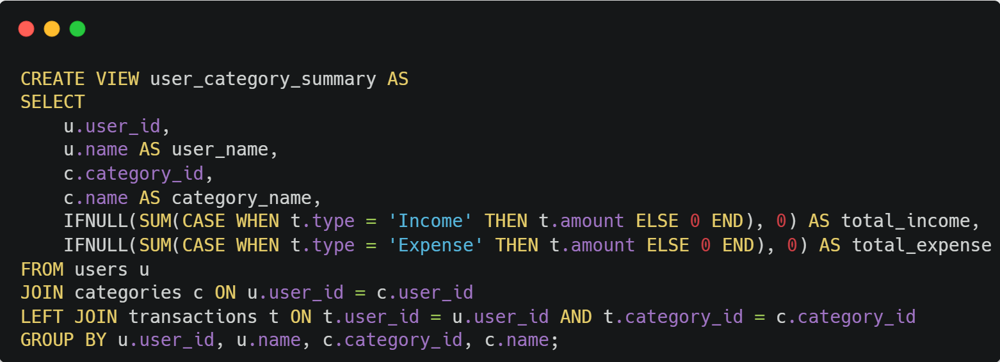 CREATE VIEW user_category_summary AS
SELECT
    u.user_id,
    u.name AS user_name,
    c.category_id,
    c.name AS category_name,
    IFNULL(SUM(CASE WHEN t.type = 'Income' THEN t.amount ELSE 0 END), 0) AS total_income,
    IFNULL(SUM(CASE WHEN t.type = 'Expense' THEN t.amount ELSE 0 END), 0) AS total_expense
FROM users u
JOIN categories c ON u.user_id = c.user_id
LEFT JOIN transactions t ON t.user_id = u.user_id AND t.category_id = c.category_id
GROUP BY u.user_id, u.name, c.category_id, c.name;